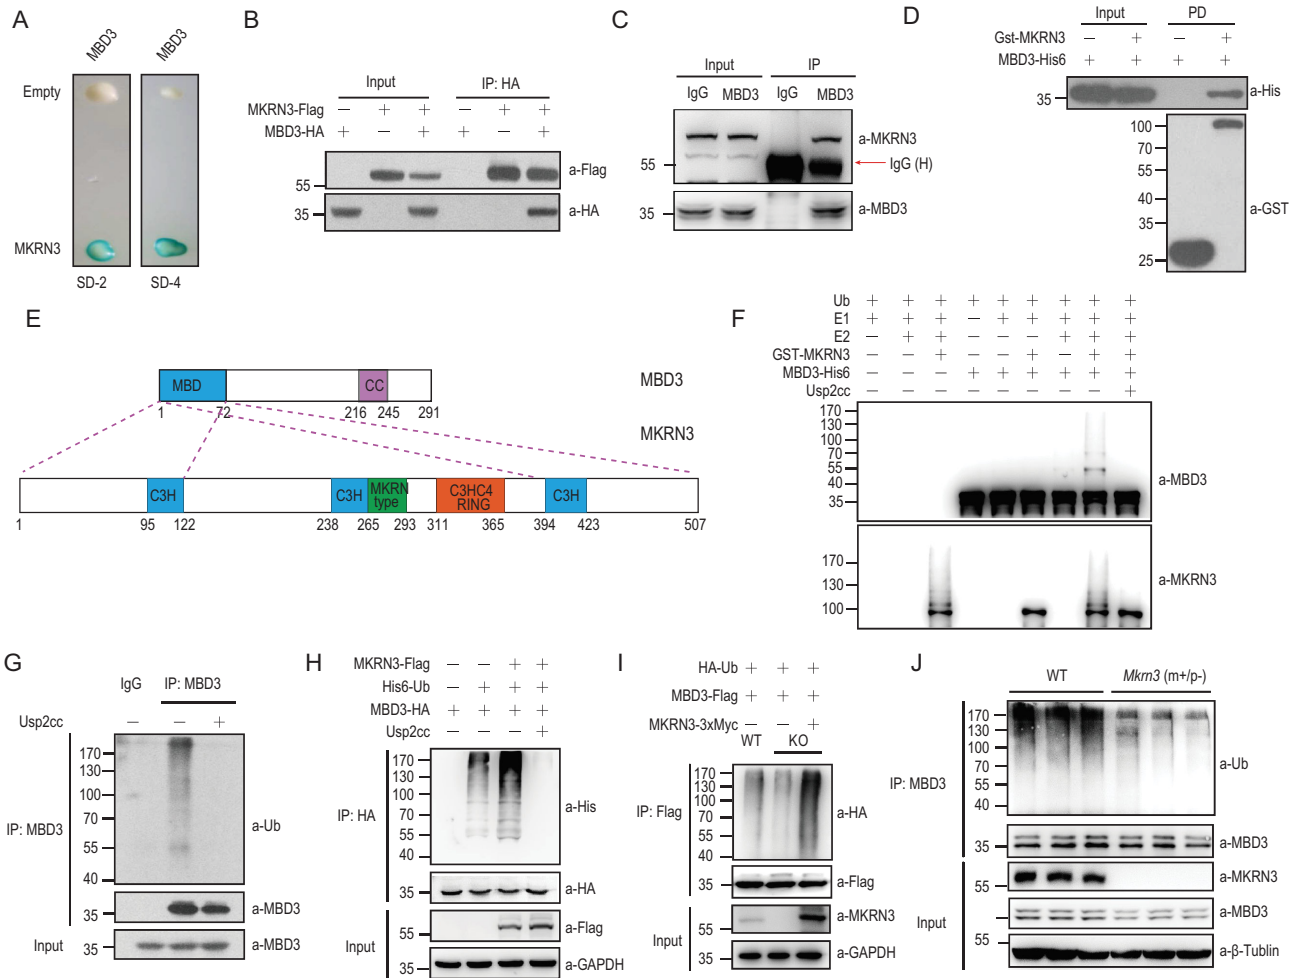 A
MBD3
MBD3
Empty
MKRN3
SD-2
SD-4
B
Input
IP: HA
MKRN3-Flag − + + − + +
MBD3-HA + − + + − +
55
a-Flag
35
a-HA
C
Input
IP
IgG MBD3 IgG MBD3
a-MKRN3
55
IgG (H)
35
a-MBD3
D
Input
PD
Gst-MKRN3 − + − +
MBD3-His6 + + + +
35
a-His
100
70
55
40
35
25
a-GST
E
MBD
CC
MBD3
1 72 216 245 291
MKRN3
C3H
C3H
MKRN
type
C3HC4
RING
C3H
1 95 122 238 265 293 311 365 394 423 507
F
Ub + + + + + + + + +
E1 + + + − + + + + +
E2 − + + − − − + + +
GST-MKRN3 − − + − − + − + +
MBD3-His6 − − − + + + + + +
Usp2cc − − − − − − − − +
170
130
100
70
55
40
35
a-MBD3
170
130
100
a-MKRN3
G
IgG
IP: MBD3
Usp2cc − − +
170
130
100
70
55
40
IP: MBD3
a-Ub
35
a-MBD3
Input
35
a-MBD3
H
MKRN3-Flag − − + +
His6-Ub − + + +
MBD3-HA + + + +
Usp2cc − − − +
170
130
100
70
55
40
IP: HA
a-His
35
a-HA
Input
55
a-Flag
35
a-GAPDH
I
HA-Ub + + +
MBD3-Flag + + +
MKRN3-3xMyc − − +
WT KO
170
130
100
70
55
40
IP: Flag
a-HA
35
a-Flag
Input
55
a-MKRN3
35
a-GAPDH
J
WT
Mkrn3 (m+/p-)
170
130
100
70
55
40
IP: MBD3
a-Ub
35
a-MBD3
55
a-MKRN3
Input
35
a-MBD3
55
a-β-Tublin